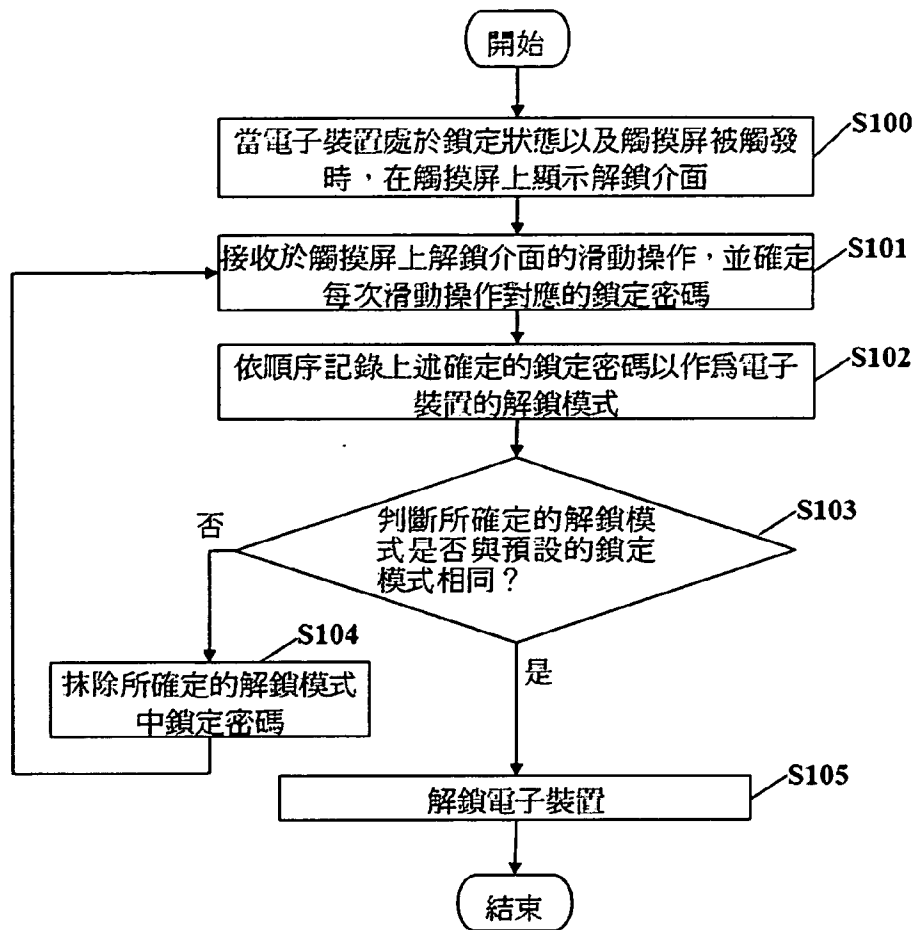 開始
S100
當電子裝置處於鎖定狀態以及觸摸屏被觸發
時，在觸摸屏上顯示解鎖介面
S101
接收於觸摸屏上解鎖介面的滑動操作，並確定
每次滑動操作對應的鎖定密碼
S102
依順序記錄上述確定的鎖定密碼以作爲電子
裝置的解鎖模式
S103
判斷所確定的解鎖模
式是否與預設的鎖定
模式相同？
否
是
S104
抹除所確定的解鎖模式
中鎖定密碼
S105
解鎖電子裝置
結束